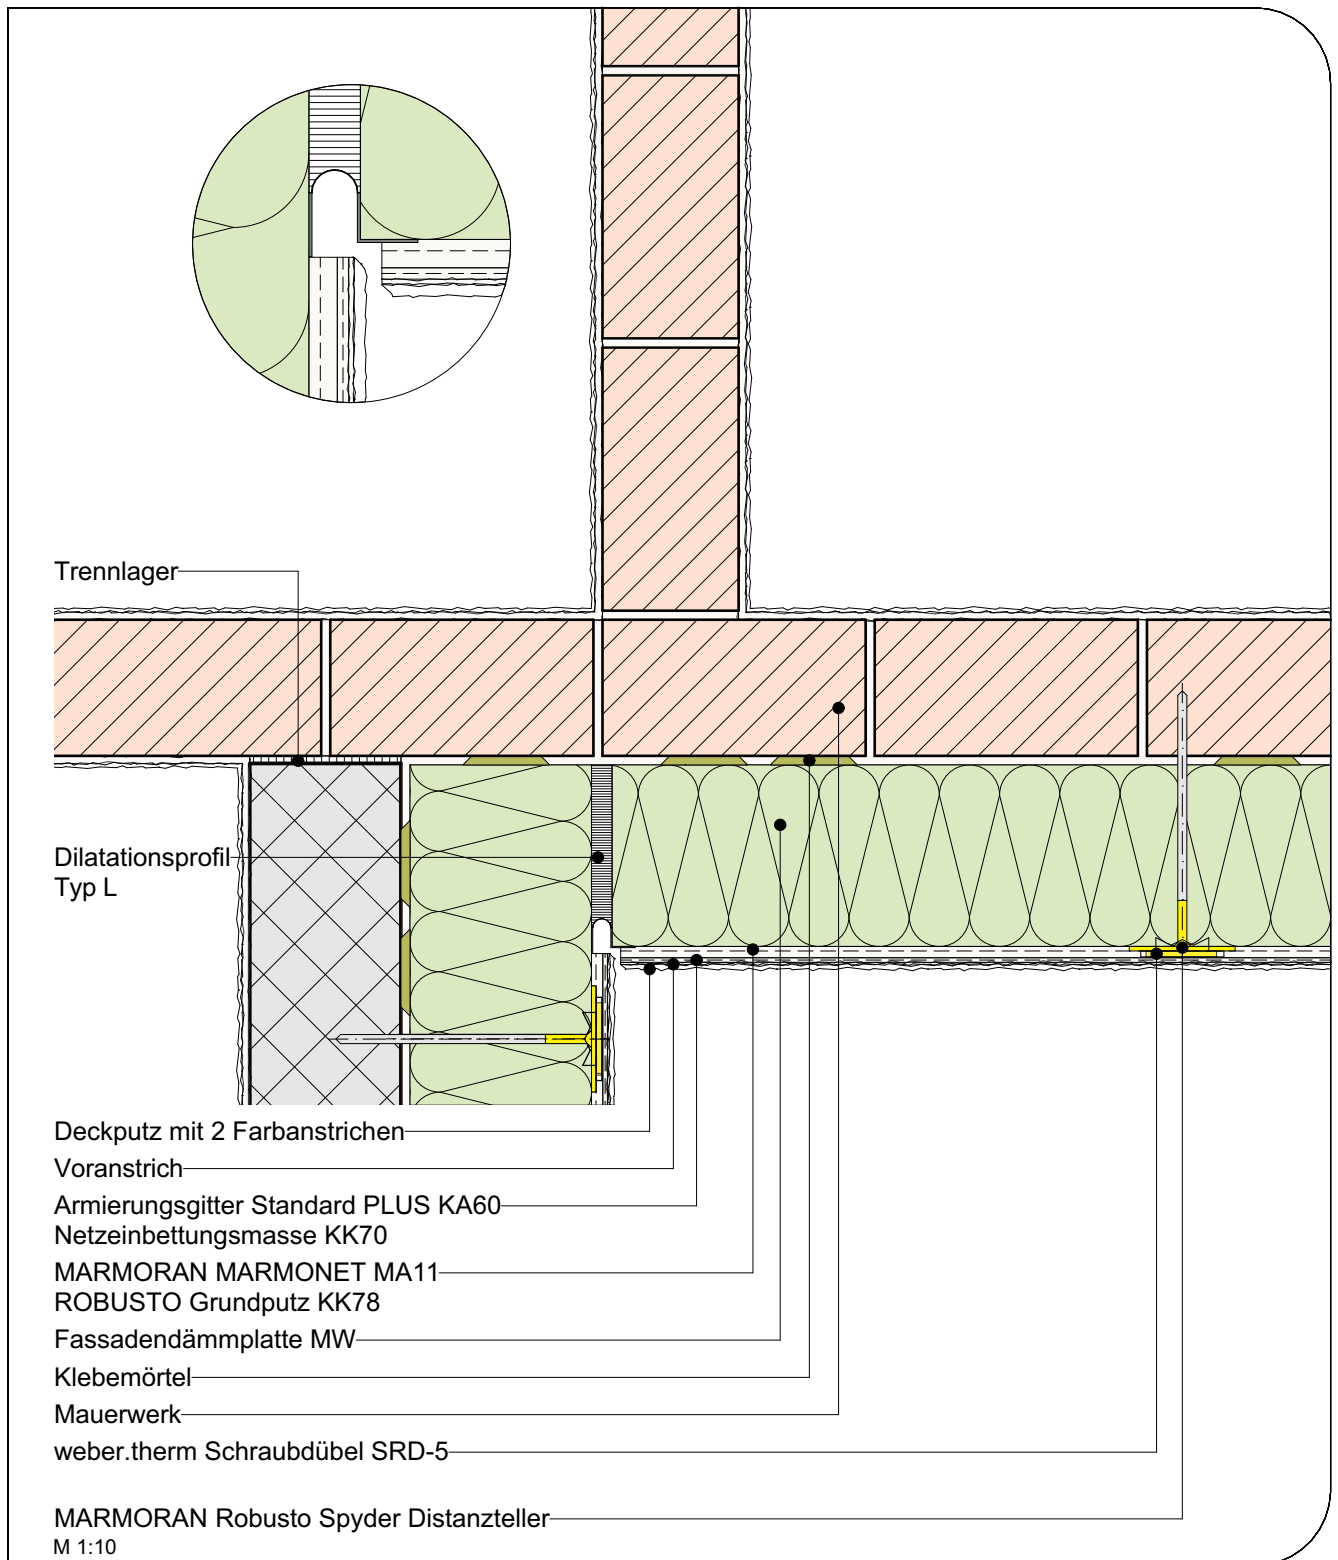 Trennlager
Dilatationsprofil
Typ L
Deckputz mit 2 Farbanstrichen
Voranstrich
Armierungsgitter Standard PLUS KA60
Netzeinbettungsmasse KK70
MARMORAN MARMONET MA11
ROBUSTO Grundputz KK78
Fassadendämmplatte MW
Klebemörtel
Mauerwerk
weber.therm Schraubdübel SRD-5
MARMORAN Robusto Spyder Distanzteller
M 1:10